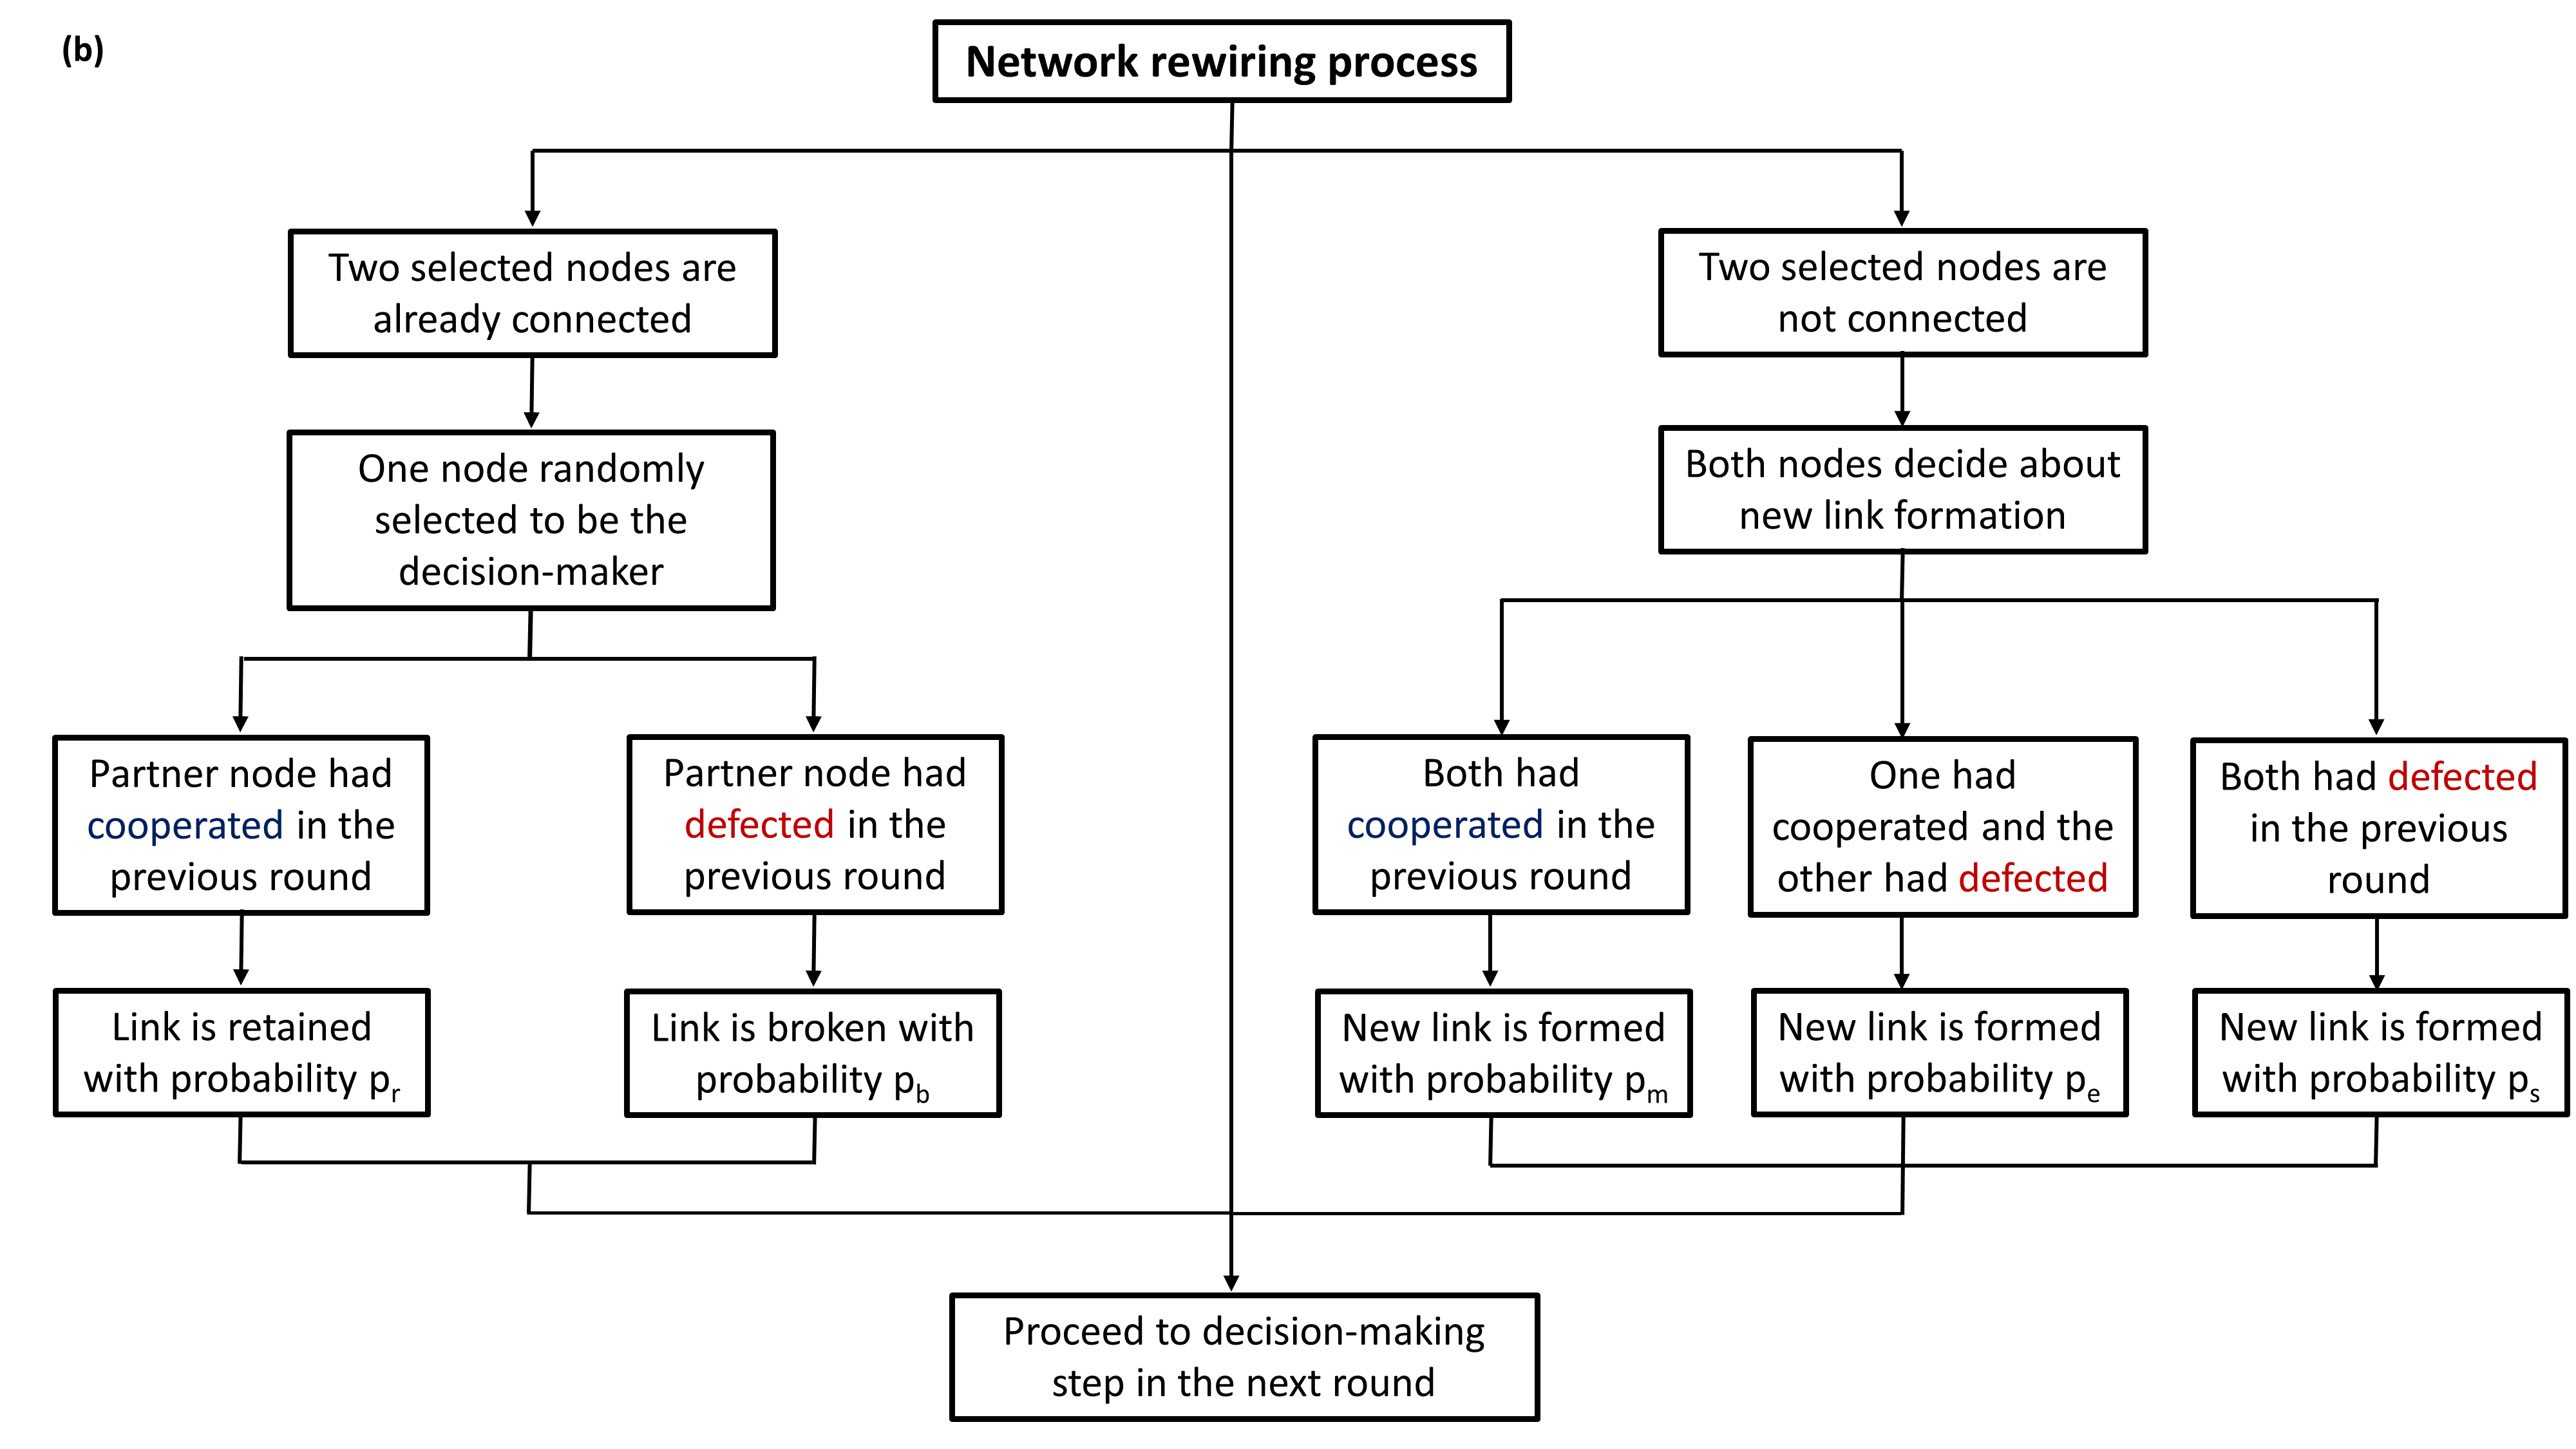 (b)
Network rewiring process
Two selected nodes are
already connected
Two selected nodes are
not connected
One node randomly
selected to be the
decision-maker
Both nodes decide about
new link formation
Partner node had
cooperated in the
previous round
Partner node had
defected in the
previous round
Both had
cooperated in the
previous round
One had
cooperated and the
other had defected
Both had defected
in the previous
round
Link is retained
with probability pr
Link is broken with
probability pb
New link is formed
with probability pm
New link is formed
with probability pe
New link is formed
with probability ps
Proceed to decision-making
step in the next round